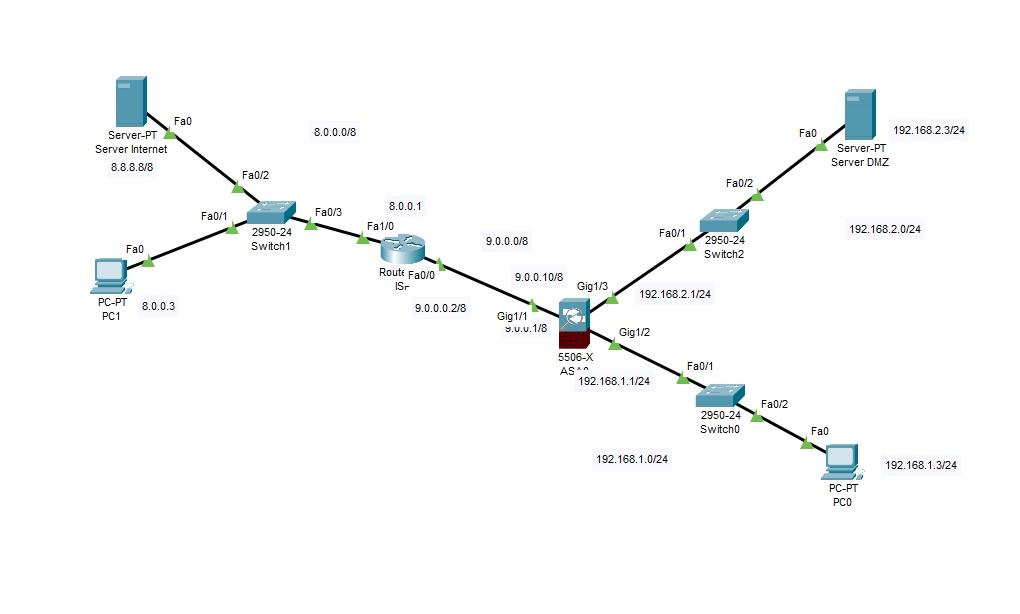 Fa0
Server-PT
Server Internet
8.8.8.8/8
8.0.0.0/8
Fa0/2
Fa0/1
Fa0/3
2950-24
Switch1
Fa0
PC-PT
PC1
8.0.0.3
8.0.0.1
Fa1/0
Fa0/0
9.0.0.0/8
9.0.0.10/8
9.0.0.0.2/8
Gig1/1
9.0.0.1/8
Gig1/3
192.168.2.1/24
Gig1/2
5506-X
192.168.1.1/24
Fa0
192.168.2.3/24
Server-PT
Server DMZ
Fa0/2
Fa0/1
2950-24
Switch2
192.168.2.0/24
Fa0/1
Fa0/2
2950-24
Switch0
Fa0
192.168.1.0/24
192.168.1.3/24
PC-PT
PC0